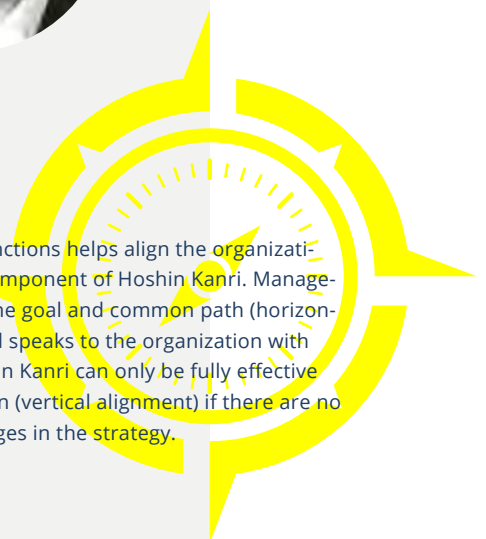 nctions helps align the organizati-
mponent of Hoshin Kanri. Manage-
ne goal and common path (horizon-
l speaks to the organization with
n Kanri can only be fully effective
n (vertical alignment) if there are no
ges in the strategy.